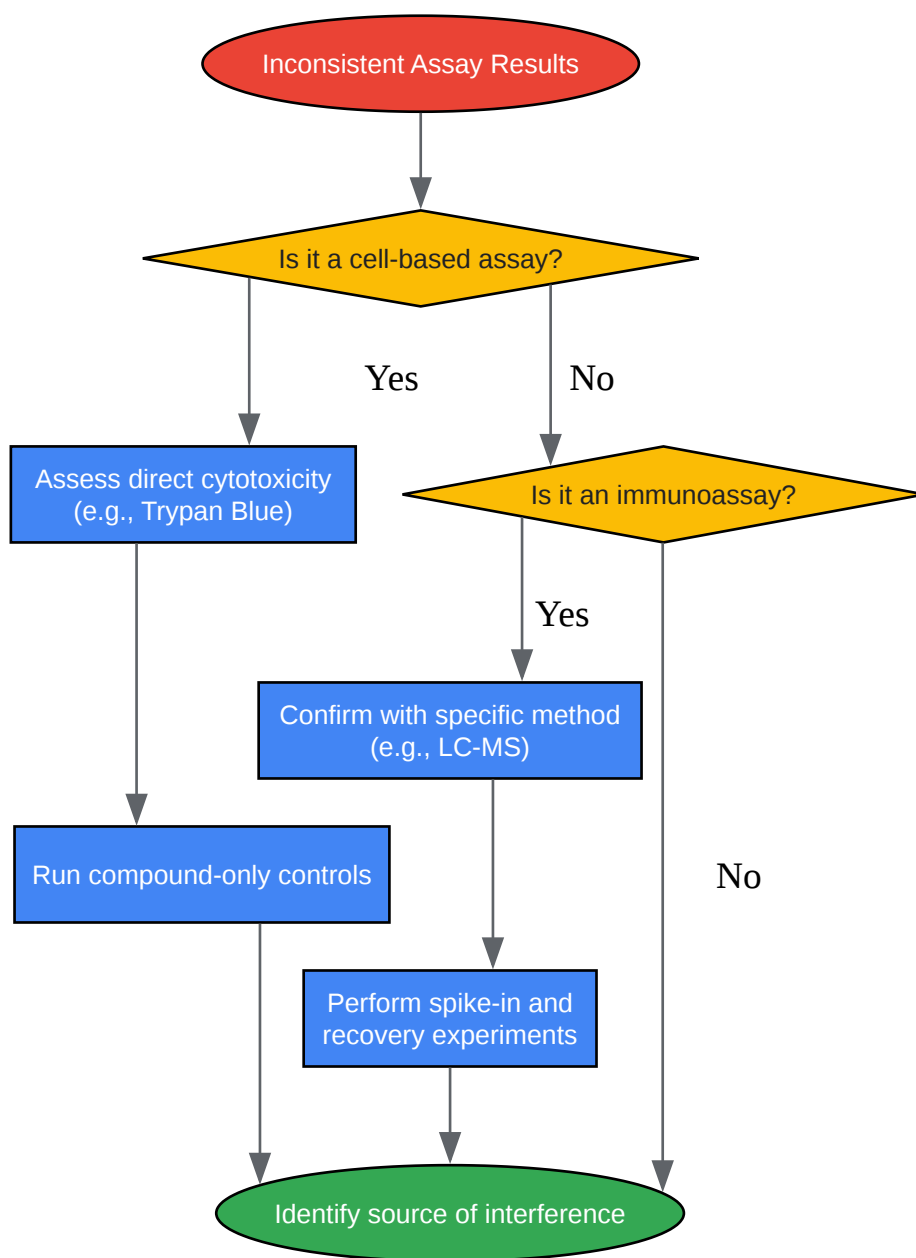 Inconsistent Assay Results
Is it a cell-based assay?
Yes
No
Assess direct cytotoxicity
(e.g., Trypan Blue)
Is it an immunoassay?
Yes
Confirm with specific method
(e.g., LC-MS)
Run compound-only controls
No
Perform spike-in and
recovery experiments
Identify source of interference